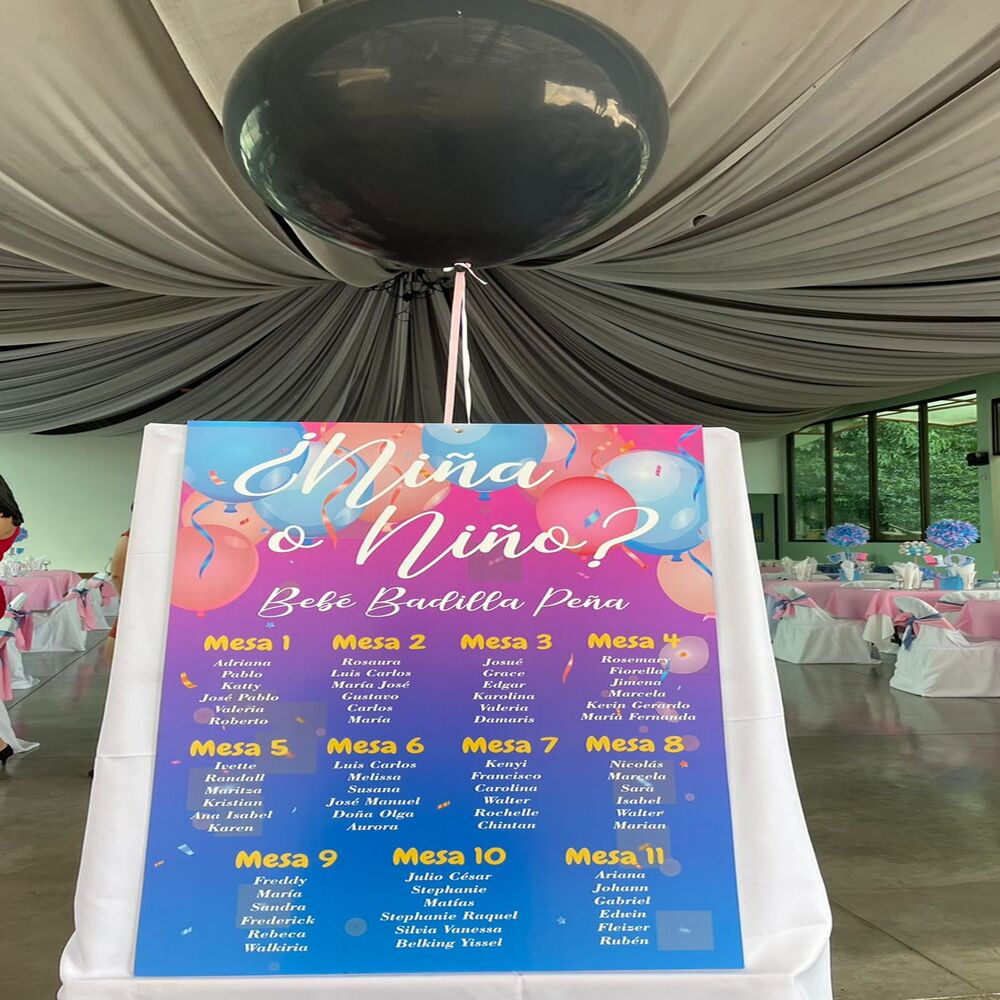 ¿Niña
o Niño?
Bebé Badilla Peña
Mesa 1
Adriana
Pablo
Katty
José Pablo
Valeria
Roberto
Mesa 2
Rosaura
Luis Carlos
María José
Gustavo
Carlos
María
Mesa 3
Josué
Grace
Edgar
Karolina
Valeria
Damaris
Mesa 4
Rosemary
Fiorella
Jimena
Marcela
Kevin Gerardo
María Fernanda
Mesa 5
Ivette
Randall
Maritza
Kristian
Ana Isabel
Karen
Mesa 6
Luis Carlos
Melissa
Susana
José Manuel
Doña Olga
Aurora
Mesa 7
Kenyi
Francisco
Carolina
Walter
Rochelle
Chintan
Mesa 8
Nicolás
Marcela
Sara
Isabel
Walter
Marian
Mesa 9
Freddy
María
Sandra
Frederick
Rebeca
Walkiria
Mesa 10
Julio César
Stephanie
Matías
Stephanie Raquel
Silvia Vanessa
Belking Yissel
Mesa 11
Ariana
Johann
Gabriel
Edwin
Fleizer
Rubén